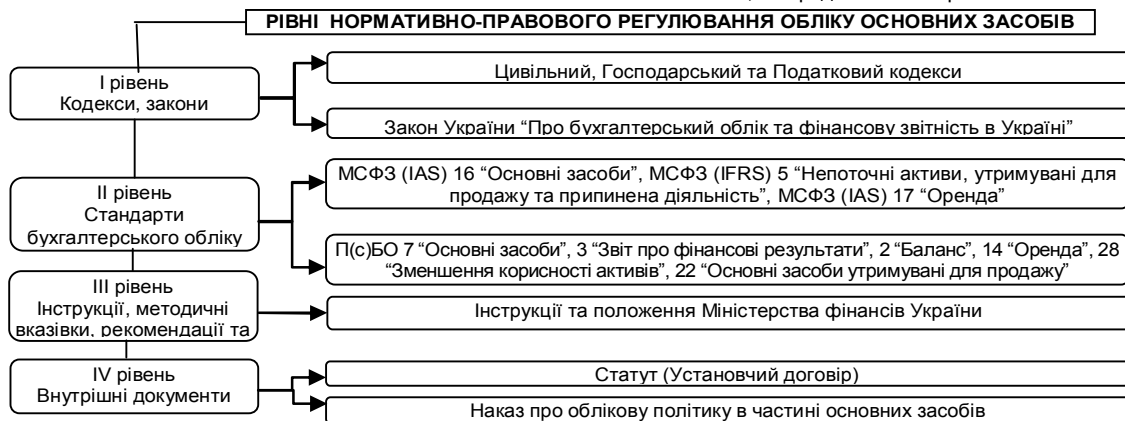 РІВНІ НОРМАТИВНО-ПРАВОВОГО РЕГУЛЮВАННЯ ОБЛІКУ ОСНОВНИХ ЗАСОБІВ
І рівень
Кодекси, закони
Цивільний, Господарський та Податковий кодекси
Закон України “Про бухгалтерський облік та фінансову звітність в Україні”
ІІ рівень
Стандарти
бухгалтерського обліку
МСФЗ (IAS) 16 “Основні засоби”, МСФЗ (IFRS) 5 “Непоточні активи, утримувані для
продажу та припинена діяльність”, МСФЗ (IAS) 17 “Оренда”
П(с)БО 7 “Основні засоби”, 3 “Звіт про фінансові результати”, 2 “Баланс”, 14 “Оренда”, 28
“Зменшення корисності активів”, 22 “Основні засоби утримувані для продажу”
ІІІ рівень
Інструкції, методичні
вказівки, рекомендації та
Інструкції та положення Міністерства фінансів України
IV рівень
Внутрішні документи
Статут (Установчий договір)
Наказ про облікову політику в частині основних засобів